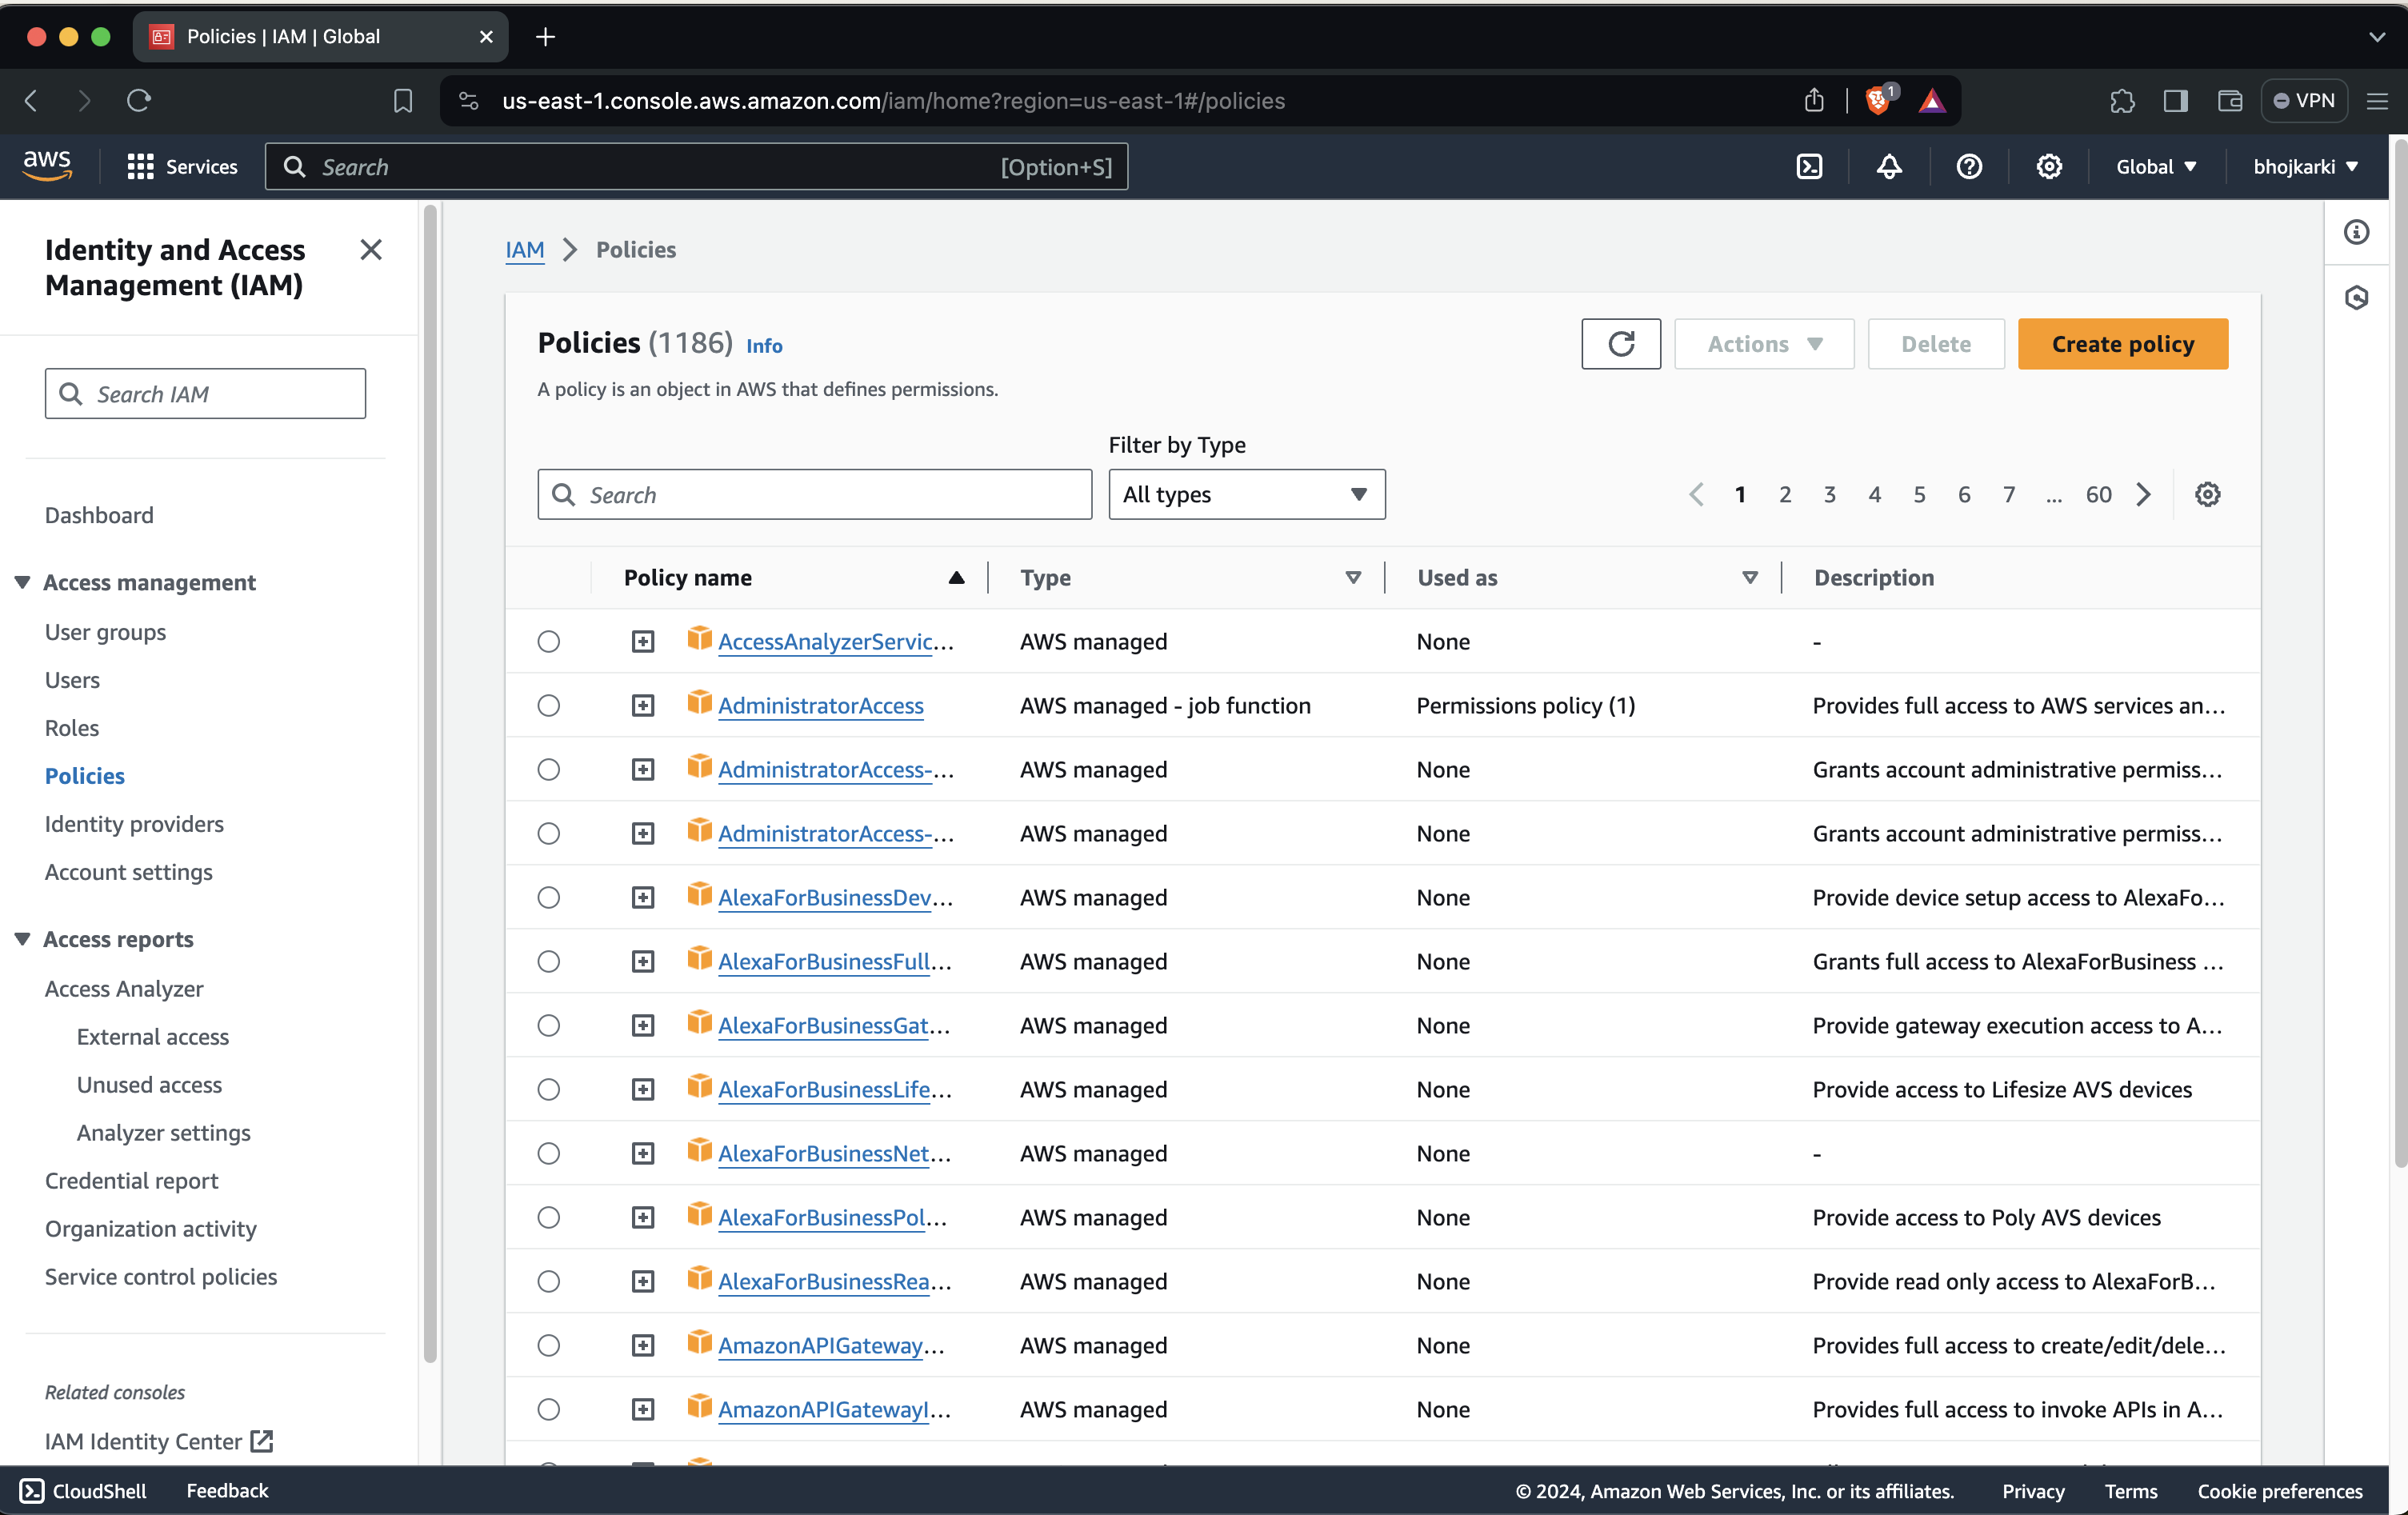 Policies | IAM | Global
us-east-1.console.aws.amazon.com/iam/home?region=us-east-1#/policies
1
VPN
aws
Services
Search
[Option+S]
Global
bhojkarki
Identity and Access
Management (IAM)
Search IAM
Dashboard
Access management
User groups
Users
Roles
Policies
Identity providers
Account settings
Access reports
Access Analyzer
External access
Unused access
Analyzer settings
Credential report
Organization activity
Service control policies
Related consoles
IAM Identity Center
IAM > Policies
Policies (1186) Info
Actions
Delete
Create policy
A policy is an object in AWS that defines permissions.
Filter by Type
Search
All types
1 2 3 4 5 6 7 ... 60
Policy name Type Used as Description
AccessAnalyzerServic... AWS managed None -
AdministratorAccess AWS managed - job function Permissions policy (1) Provides full access to AWS services an...
AdministratorAccess-... AWS managed None Grants account administrative permiss...
AdministratorAccess-... AWS managed None Grants account administrative permiss...
AlexaForBusinessDev... AWS managed None Provide device setup access to AlexaFo...
AlexaForBusinessFull... AWS managed None Grants full access to AlexaForBusiness ...
AlexaForBusinessGat... AWS managed None Provide gateway execution access to A...
AlexaForBusinessLife... AWS managed None Provide access to Lifesize AVS devices
AlexaForBusinessNet... AWS managed None -
AlexaForBusinessPol... AWS managed None Provide access to Poly AVS devices
AlexaForBusinessRea... AWS managed None Provide read only access to AlexaForB...
AmazonAPIGateway... AWS managed None Provides full access to create/edit/dele...
AmazonAPIGatewayI... AWS managed None Provides full access to invoke APIs in A...
CloudShell
Feedback
© 2024, Amazon Web Services, Inc. or its affiliates.
Privacy
Terms
Cookie preferences